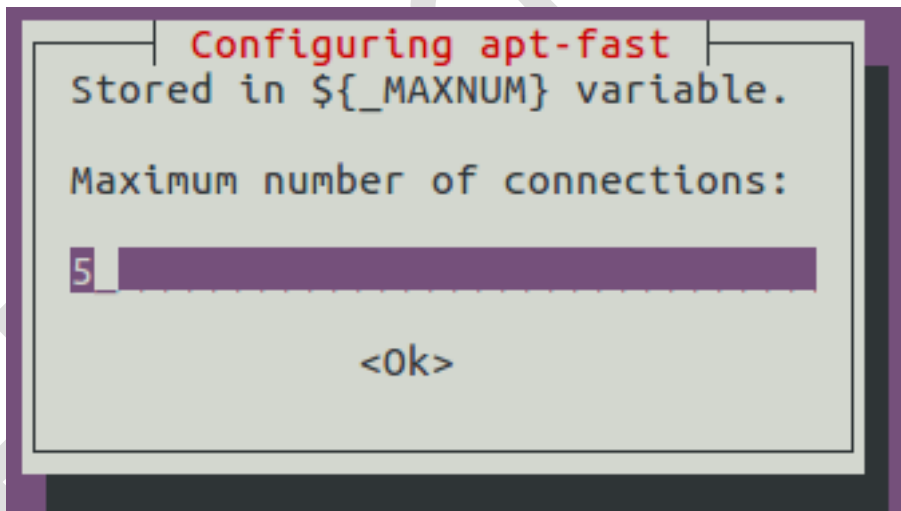 Configuring apt-fast
Stored in ${_MAXNUM} variable.
Maximum number of connections:
5_
<Ok>